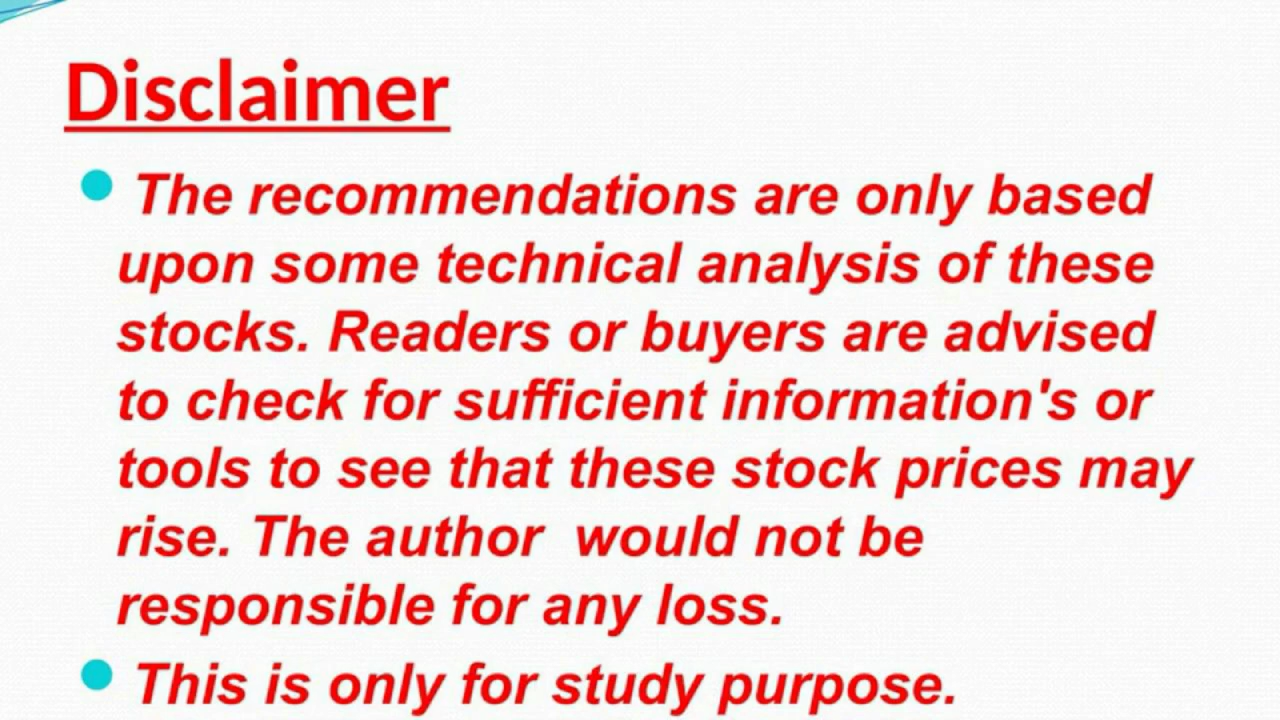 Disclaimer
The recommendations are only based
upon some technical analysis of these
stocks. Readers or buyers are advised
to check for sufficient information's or
tools to see that these stock prices may
rise. The author  would not be
responsible for any loss.
This is only for study purpose.